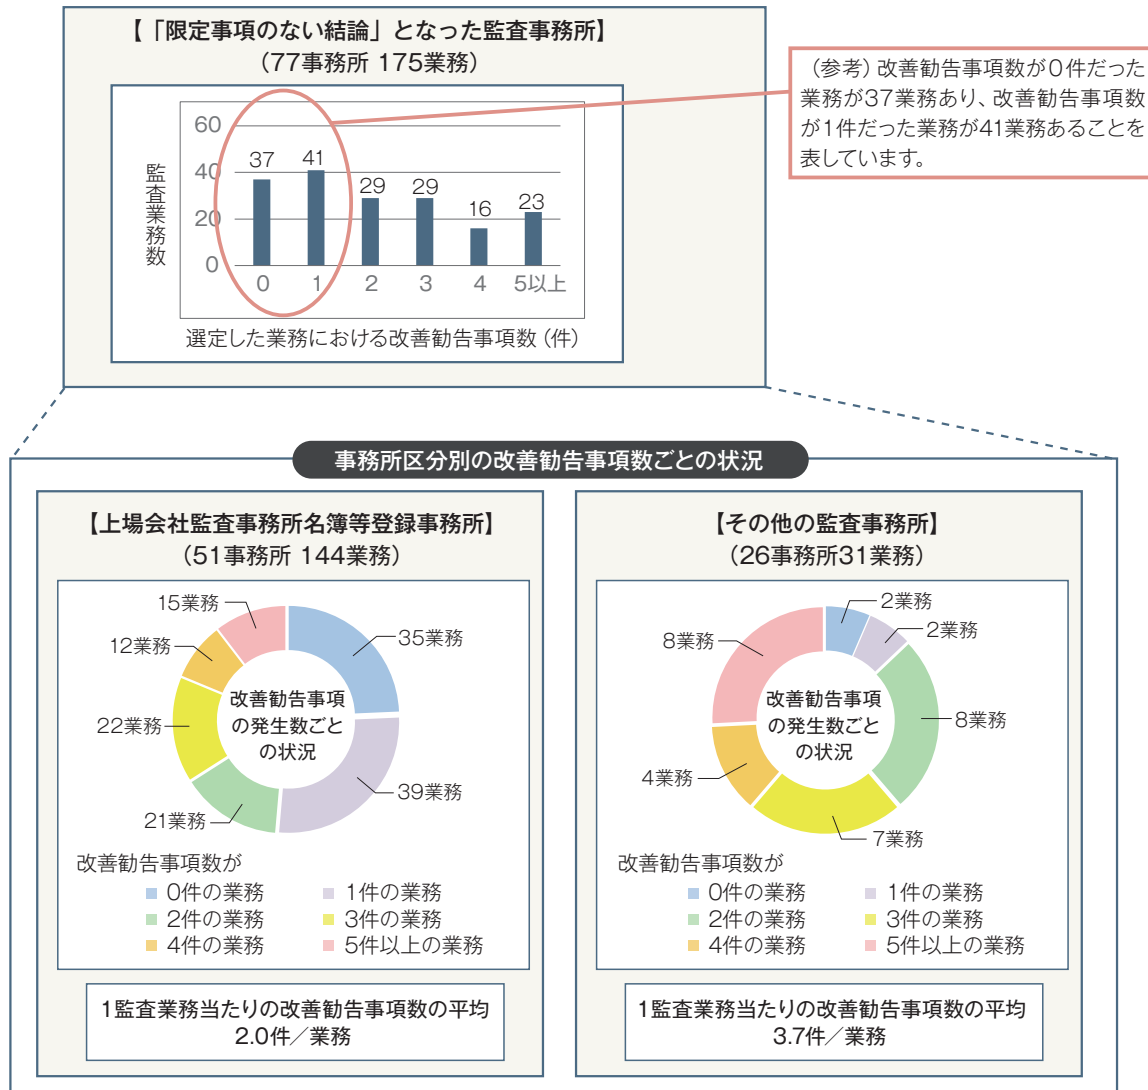 【「限定事項のない結論」となった監査事務所】
（77事務所 175業務）
（参考）改善勧告事項数が０件だった
業務が37業務あり、改善勧告事項数
が１件だった業務が41業務あることを
表しています。
監査業務数
60
40
20
0
37
41
29
29
16
23
0
1
2
3
4
5以上
選定した業務における改善勧告事項数（件）
事務所区分別の改善勧告事項数ごとの状況
【上場会社監査事務所名簿等登録事務所】
（51事務所 144業務）
15業務
12業務
22業務
21業務
35業務
39業務
改善勧告事項
の発生数ごと
の状況
改善勧告事項数が
0件の業務
1件の業務
2件の業務
3件の業務
4件の業務
5件以上の業務
1監査業務当たりの改善勧告事項数の平均
2.0件／業務
【その他の監査事務所】
（26事務所31業務）
2業務
2業務
8業務
8業務
4業務
7業務
改善勧告事項
の発生数ごと
の状況
改善勧告事項数が
0件の業務
1件の業務
2件の業務
3件の業務
4件の業務
5件以上の業務
1監査業務当たりの改善勧告事項数の平均
3.7件／業務